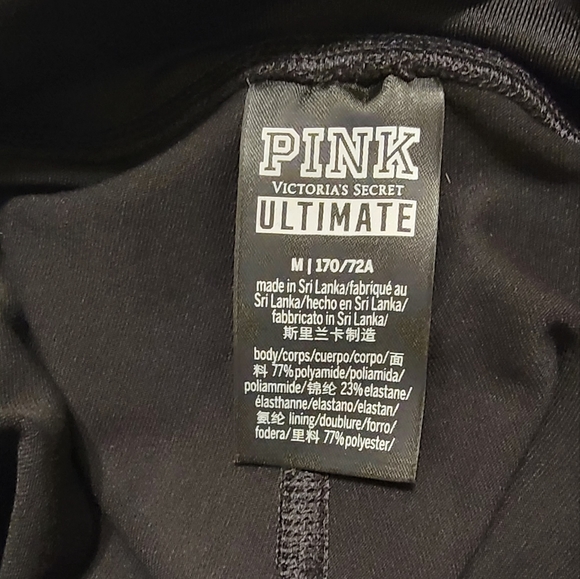 PINK
VICTORIA'S SECRET
ULTIMATE
M | 170/72A
made in Sri Lanka/fabriqué au
Sri Lanka/hecho en Sri Lanka/
fabbricato in Sri Lanka/
斯里兰卡制造
body/corps/cuerpo/corpo/面
料 77% polyamide/poliamida/
poliammide/锦纶 23% elastane/
élasthanne/elastano/elastan/
氨纶 lining/doublure/forro/
fodera/里料 77% polyester/